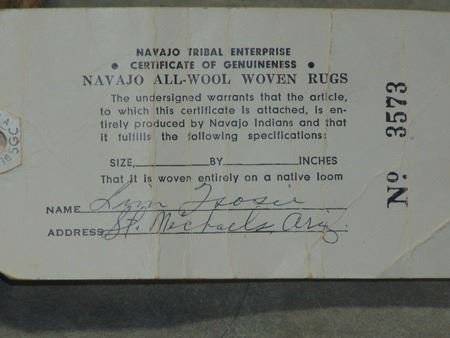 NAVAJO TRIBAL ENTERPRISE
• CERTIFICATE OF GENUINENESS •
NAVAJO ALL-WOOL WOVEN RUGS
The undersigned warrants that the article,
to which this certificate is attached, is en-
tirely produced by Navajo Indians and that
it fulfills the following specifications:
SIZE, BY INCHES
That it is woven entirely on a native loom
NAME
ADDRESS, St. Michaels, Ariz.
No 3573
SGC